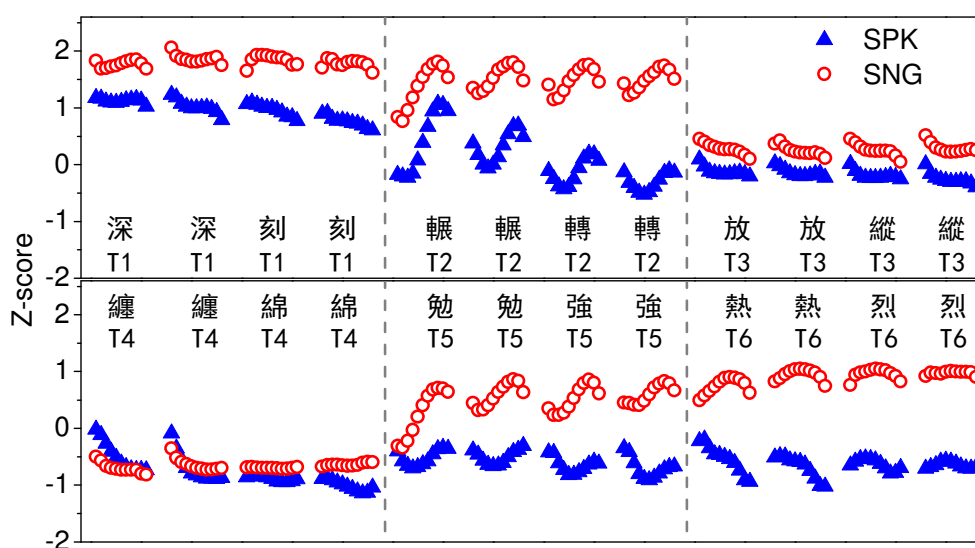 SPK
SNG
Z-score
2
1
0
-1
-2
深 深 刻 刻 輾 輾 轉 轉 放 放 縱 縱
T1 T1 T1 T1 T2 T2 T2 T2 T3 T3 T3 T3
2
1
0
-1
-2
纏 纏 綿 綿 勉 勉 強 強 熱 熱 烈 烈
T4 T4 T4 T4 T5 T5 T5 T5 T6 T6 T6 T6